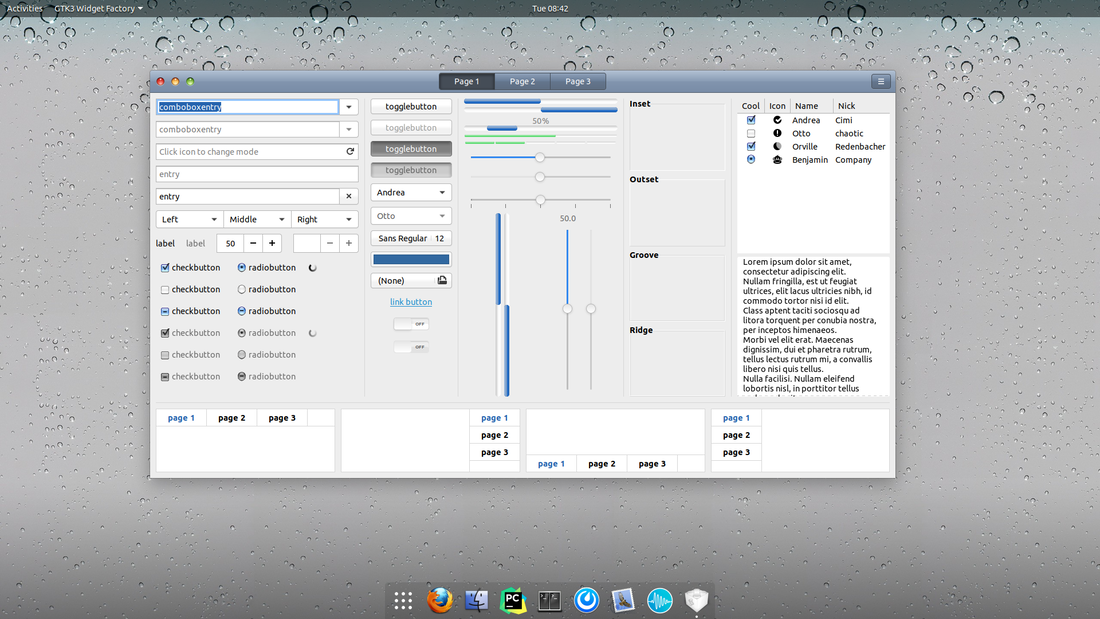 Activities GTK3 Widget Factory Tue 08:42
Page 1 Page 2 Page 3
comboboxentry
comboboxentry
Click icon to change mode
entry
entry
Left Middle Right
label label 50
checkbutton radiobutton
checkbutton radiobutton
checkbutton radiobutton
checkbutton radiobutton
checkbutton radiobutton
checkbutton radiobutton
togglebutton
togglebutton
togglebutton
togglebutton
Andrea
Otto
Sans Regular 12
(None)
link button
OFF
OFF
50%
50.0
Inset
Outset
Groove
Ridge
Cool Icon Name Nick
Andrea Cimi
Otto chaotic
Orville Redenbacher
Benjamin Company
Lorem ipsum dolor sit amet,
consectetur adipiscing elit.
Nullam fringilla, est ut feugiat
ultrices, elit lacus ultricies nibh, id
commodo tortor nisi id elit.
Class aptent taciti sociosqu ad
litora torquent per conubia nostra,
per inceptos himenaeos.
Morbi vel elit erat. Maecenas
dignissim, dui et pharetra rutrum,
tellus lectus rutrum mi, a convallis
libero nisi quis tellus.
Nulla facilisi. Nullam eleifend
lobortis nisl, in porttitor tellus
page 1 page 2 page 3
page 1
page 2
page 3
page 1 page 2 page 3
page 1
page 2
page 3
PC